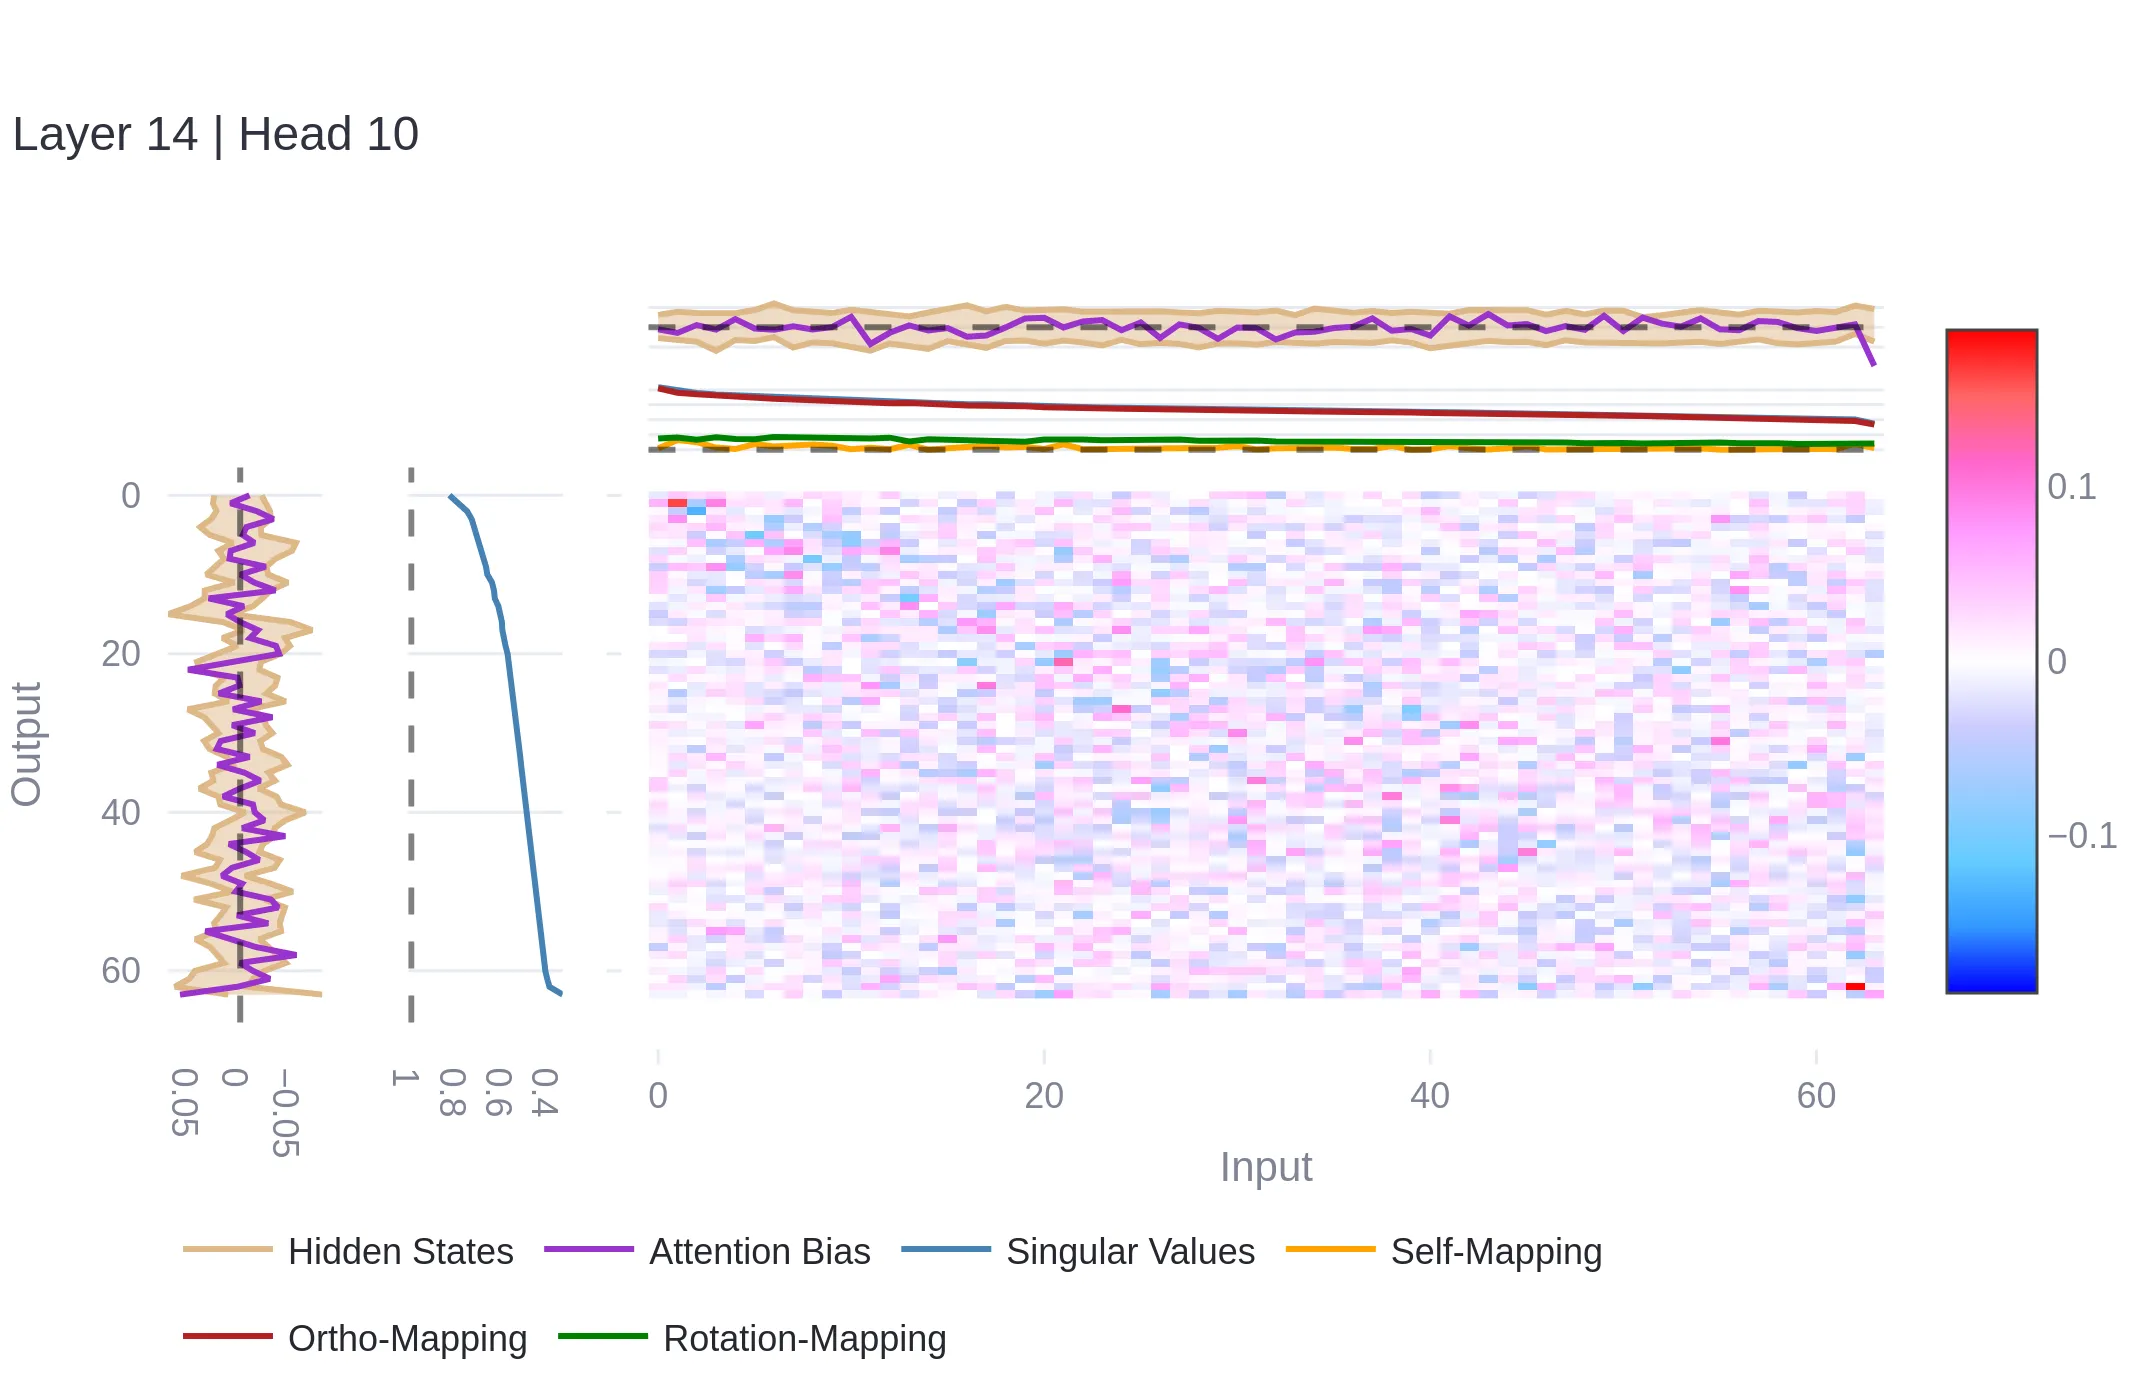 Layer 14 | Head 10
0.1
0
−0.1
0
20
40
60
Output
0.05
0
−0.05
1
0.8
0.6
0.4
0
20
40
60
Input
Hidden States
Attention Bias
Singular Values
Self-Mapping
Ortho-Mapping
Rotation-Mapping